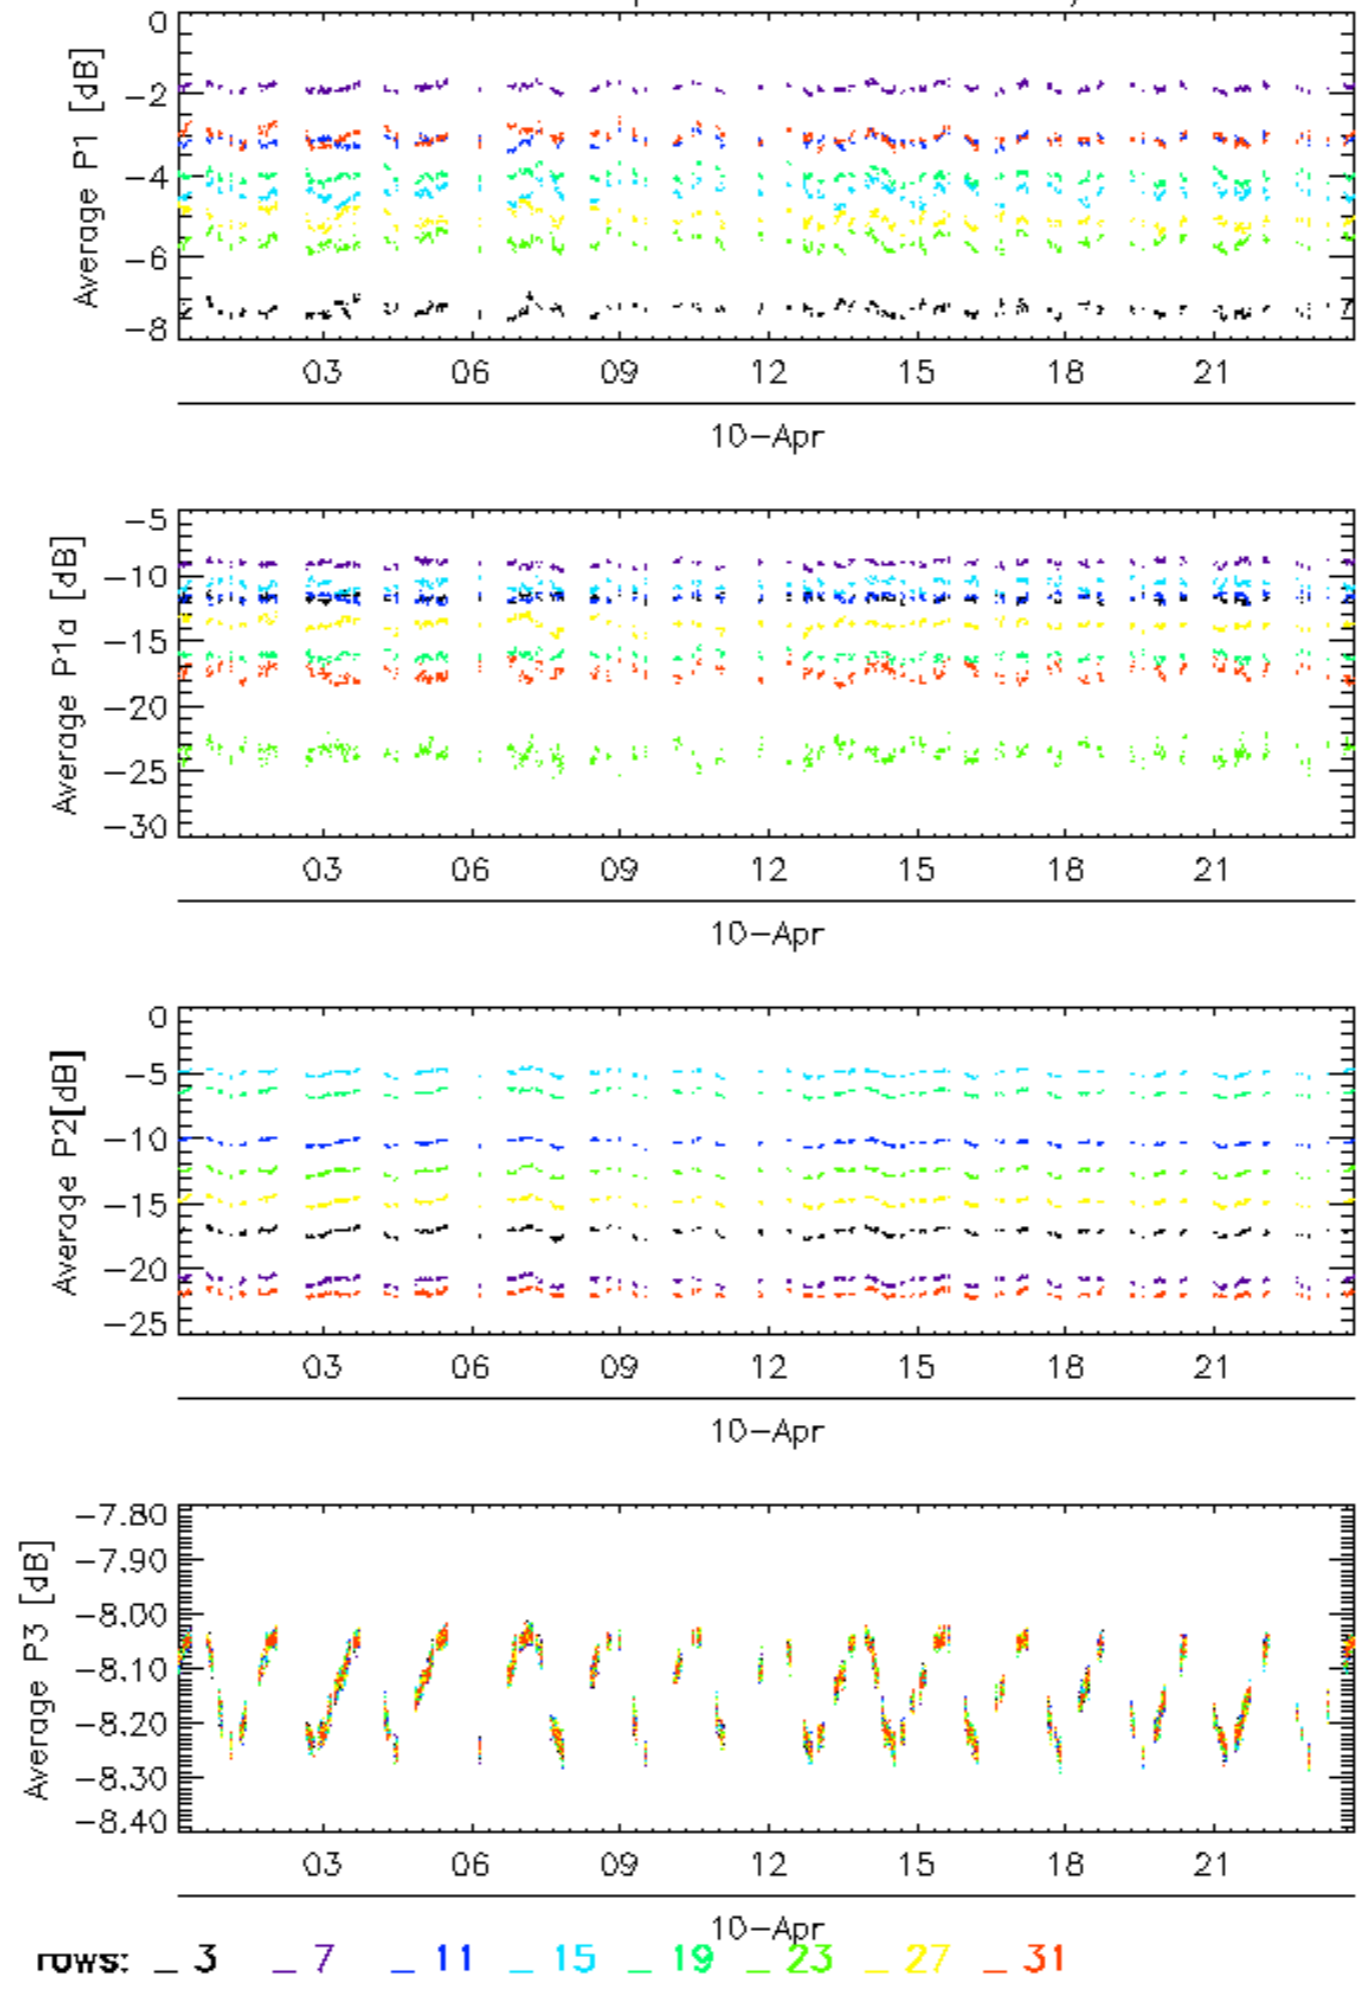 Average P1 [dB]
0
-2
-4
-6
-8
03 06 09 12 15 18 21
10-Apr
Average P1a [dB]
-5
-10
-15
-20
-25
-30
03 06 09 12 15 18 21
10-Apr
Average P2[dB]
0
-5
-10
-15
-20
-25
03 06 09 12 15 18 21
10-Apr
Average P3 [dB]
-7.80
-7.90
-8.00
-8.10
-8.20
-8.30
-8.40
03 06 09 12 15 18 21
10-Apr
rows: _ 3 _ 7 _ 11 _ 15 _ 19 _ 23 _ 27 _ 31